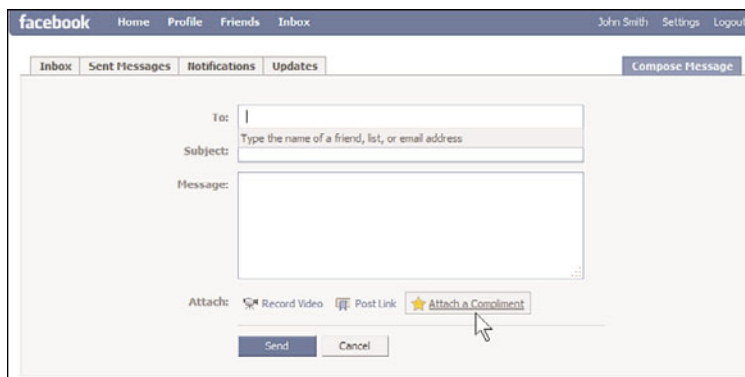 facebook Home Profile Friends Inbox John Smith Settings Logout
Inbox Sent Messages Notifications Updates Compose Message
To:
Type the name of a friend, list, or email address
Subject:
Message:
Attach: Record Video Post Link Attach a Compliment
Send Cancel